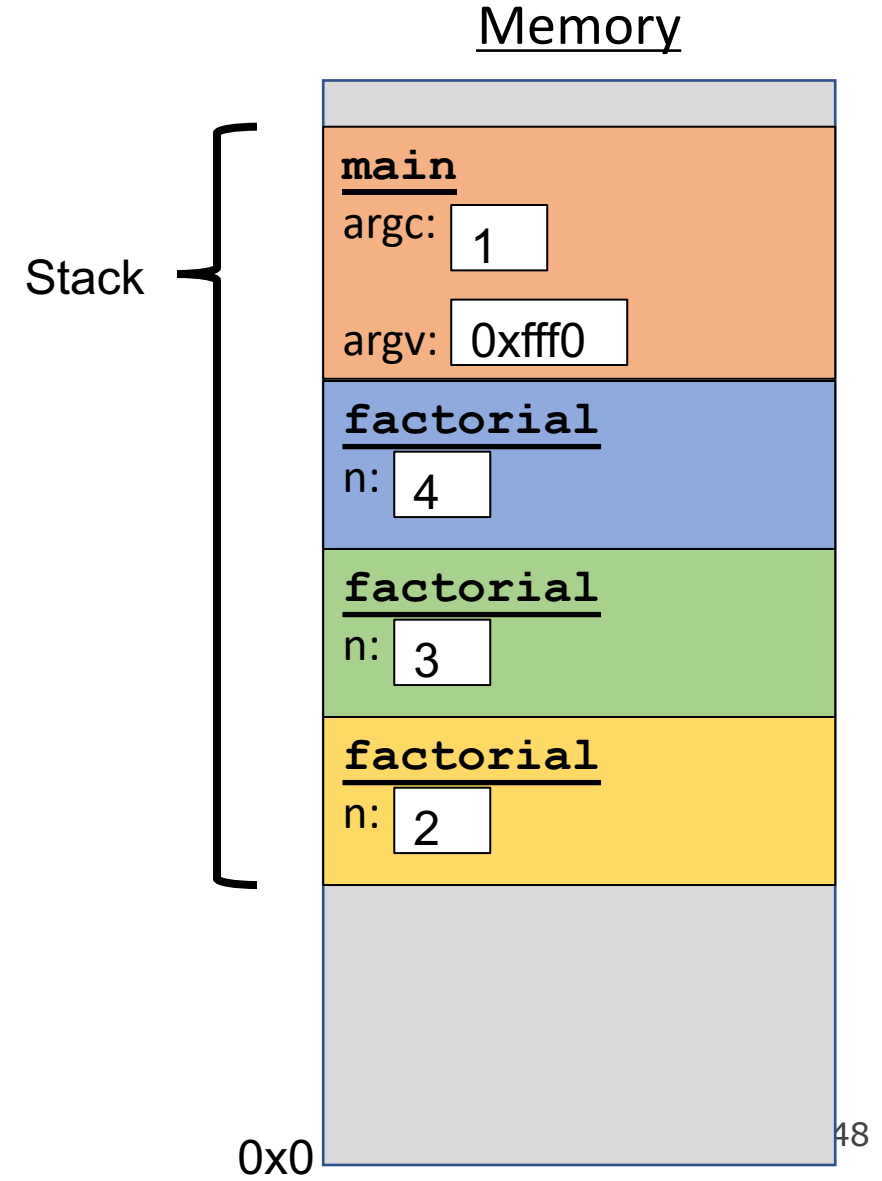 Memory
Stack
main
argc: 1
argv: 0xfff0
factorial
n: 4
factorial
n: 3
factorial
n: 2
0x0
48